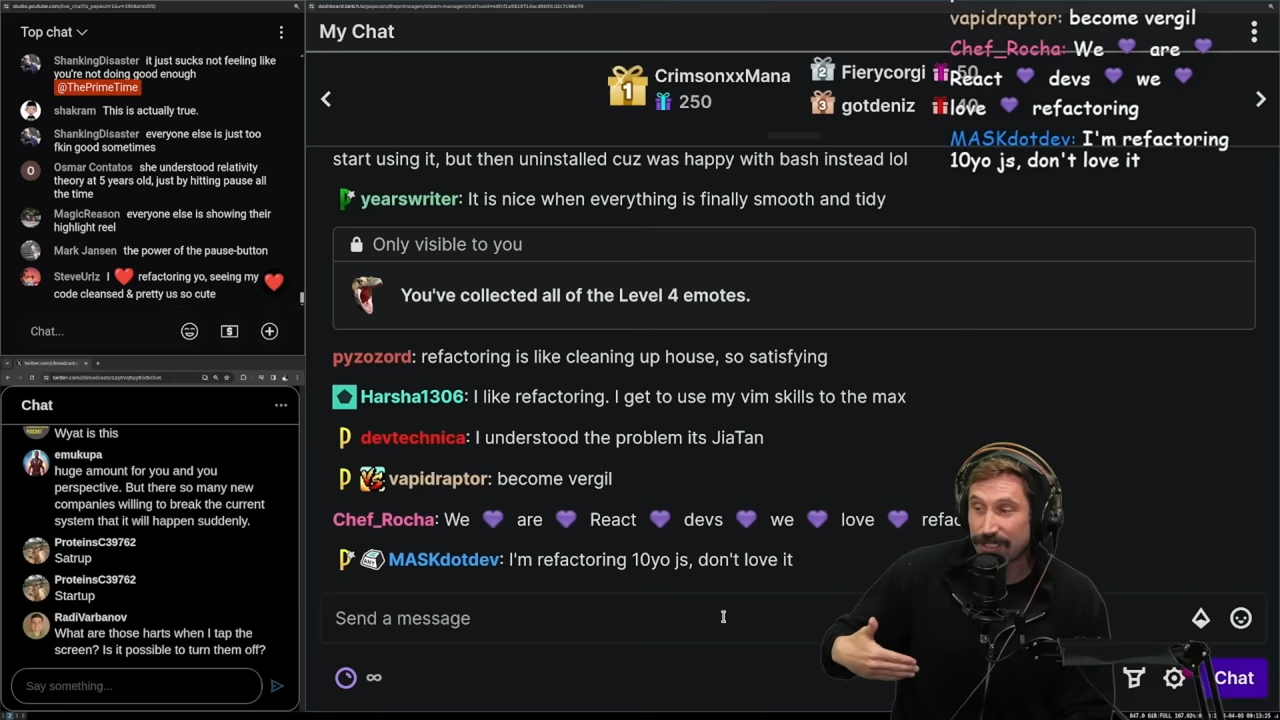 Top chat
ShankingDisaster it just sucks not feeling like
you're not doing good enough
@ThePrimeTime
shakram This is actually true.
ShankingDisaster everyone else is just too
fkin good sometimes
Osmar Contatos she understood relativity
theory at 5 years old, just by hitting pause all
the time
MagicReason everyone else is showing their
highlight reel
Mark Jansen the power of the pause-button
SteveUrlz I ❤️ refactoring yo, seeing my ❤️
code cleansed & pretty us so cute
Chat...
Chat
Wyat is this
emukupa
huge amount for you and you
perspective. But there so many new
companies willing to break the current
system that it will happen suddenly.
ProteinsC39762
Satrup
ProteinsC39762
Startup
RadiVarbanov
What are those harts when I tap the
screen? Is it possible to turn them off?
Say something...
My Chat
1 CrimsonxxMana
250
2 Fierycorgi 50
3 gotdeniz
start using it, but then uninstalled cuz was happy with bash instead lol
yearswriter: It is nice when everything is finally smooth and tidy
Only visible to you
You've collected all of the Level 4 emotes.
pyzozord: refactoring is like cleaning up house, so satisfying
Harsha1306: I like refactoring. I get to use my vim skills to the max
devtechnica: I understood the problem its JiaTan
vapidraptor: become vergil
Chef_Rocha: We 💜 are 💜 React 💜 devs 💜 we 💜 love 💜 refac
MASKdotdev: I'm refactoring 10yo js, don't love it
Send a message
Chat
vapidraptor: become vergil
Chef_Rocha: We 💜 are 💜
React 💜 devs 💜 we 💜
love 💜 refactoring
MASKdotdev: I'm refactoring
10yo js, don't love it